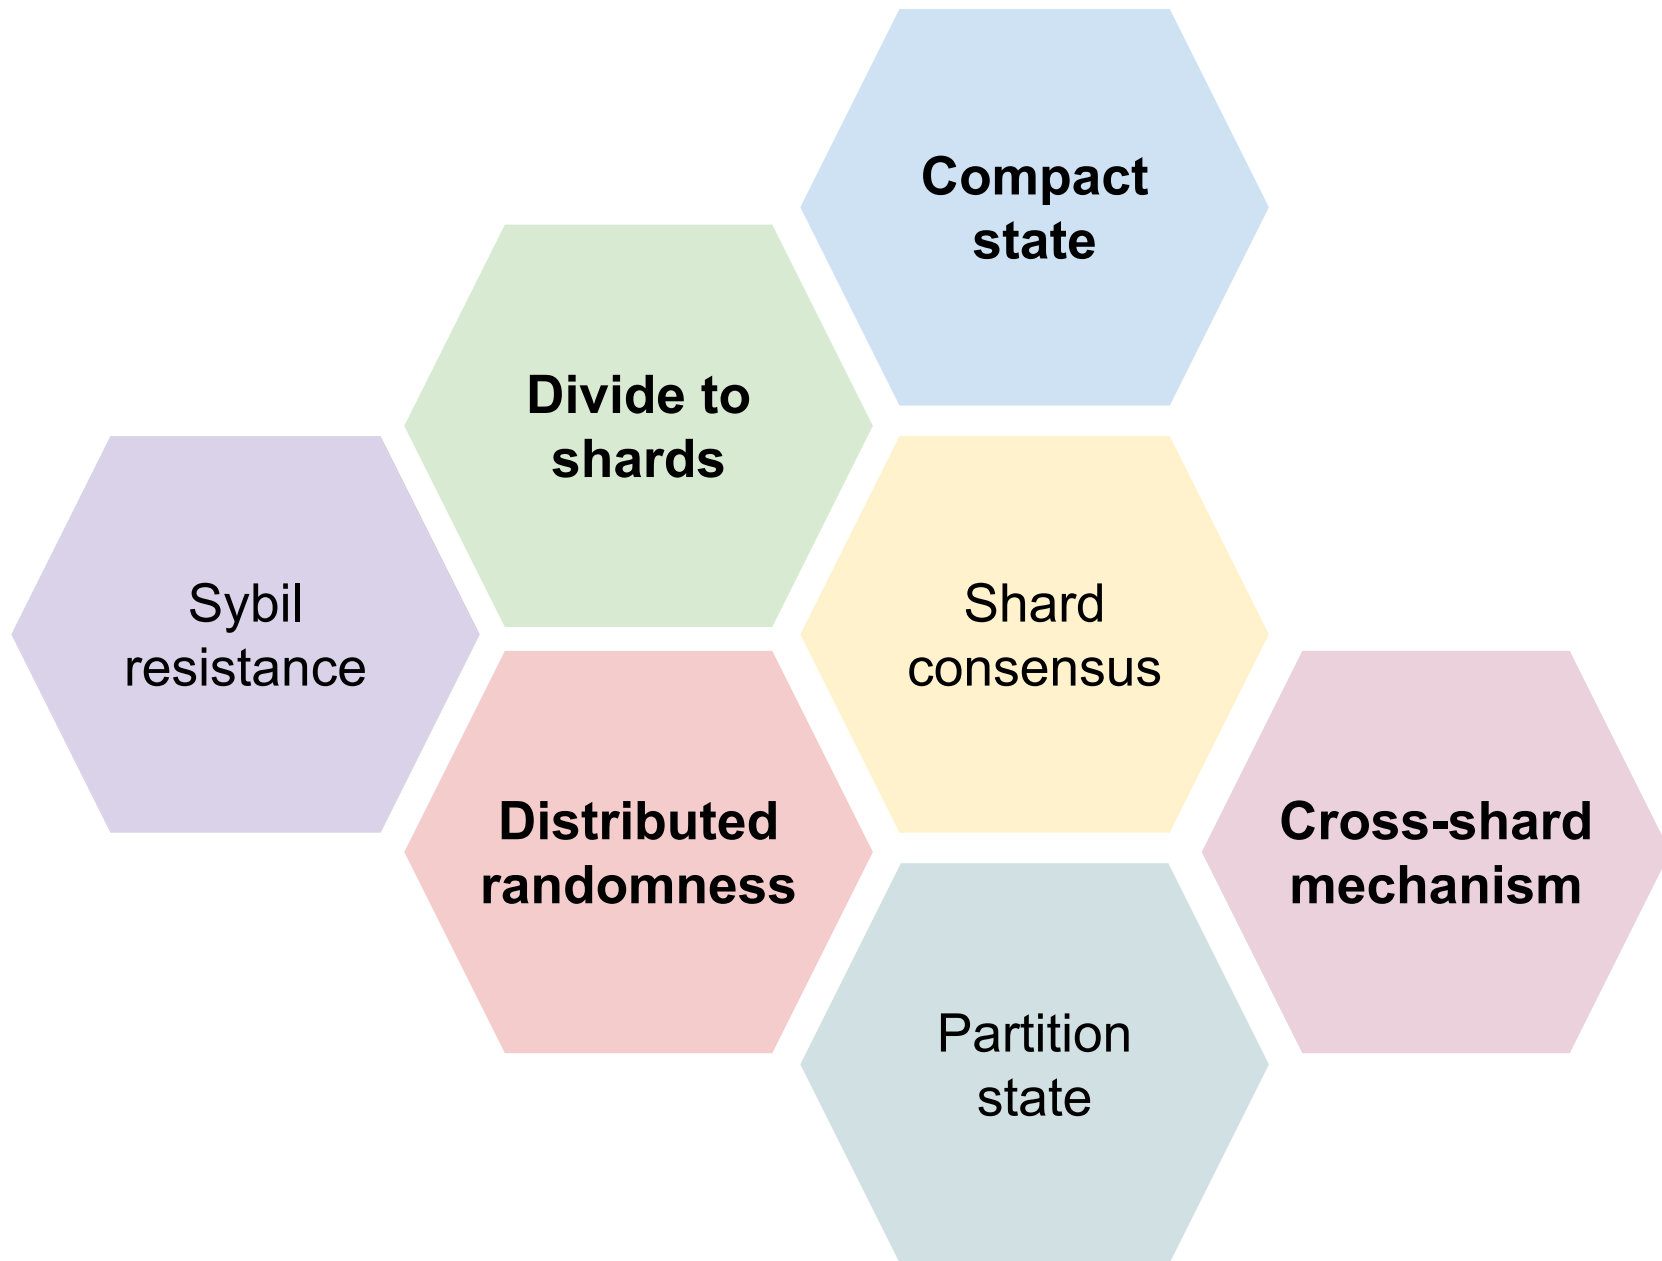 Compact
state
Divide to
shards
Sybil
resistance
Shard
consensus
Distributed
randomness
Cross-shard
mechanism
Partition
state